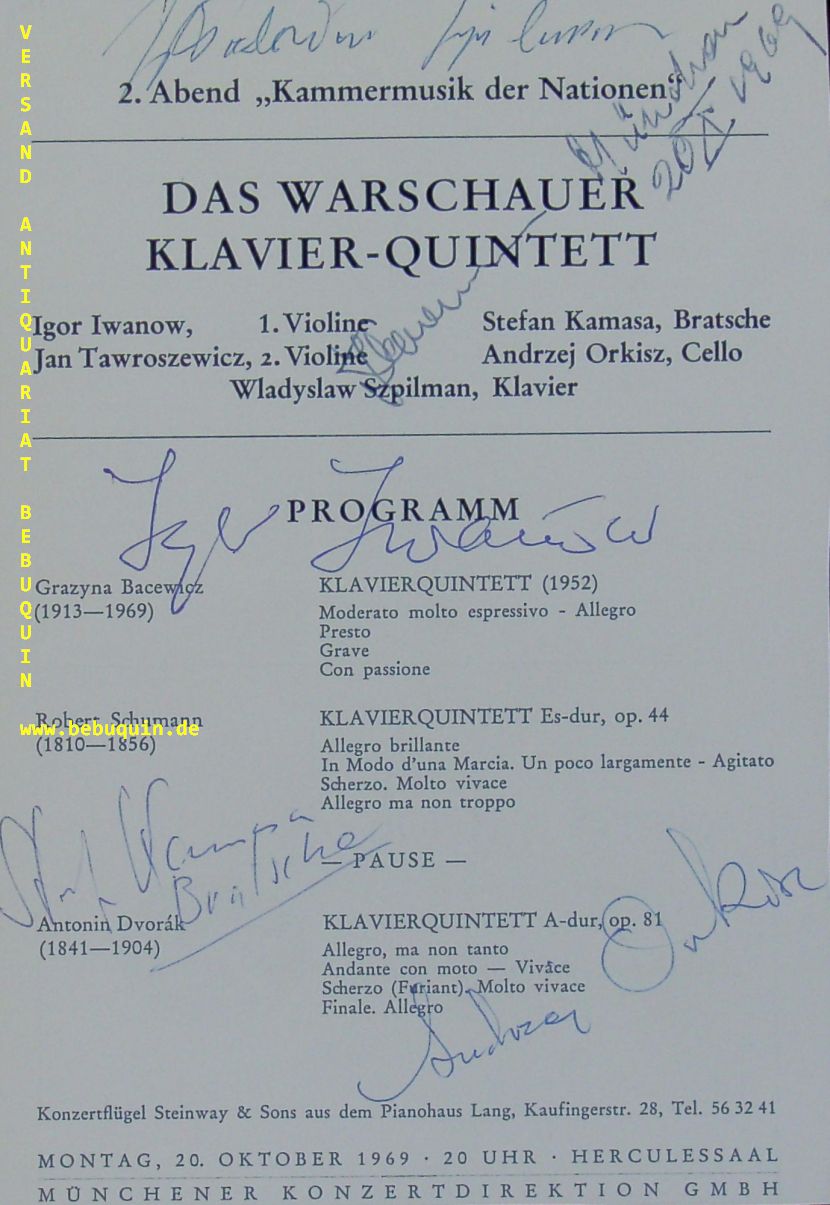 2. Abend „Kammermusik der Nationen“
München
20.X.1969
DAS WARSCHAUER
KLAVIER-QUINTETT
Igor Iwanow, 1. Violine
Stefan Kamasa, Bratsche
Jan Tawroszewicz, 2. Violine
Andrzej Orkisz, Cello
Wladyslaw Szpilman, Klavier
PROGRAMM
Igor Iwanow
Grazyna Bacewicz
(1913—1969)
KLAVIERQUINTETT (1952)
Moderato molto espressivo - Allegro
Presto
Grave
Con passione
Robert Schumann
(1810—1856)
KLAVIERQUINTETT Es-dur, op. 44
Allegro brillante
In Modo d'una Marcia. Un poco largamente - Agitato
Scherzo. Molto vivace
Allegro ma non troppo
Stefan Kamasa
Bratsche
— PAUSE —
Antonin Dvorák
(1841—1904)
KLAVIERQUINTETT A-dur, op. 81
Allegro, ma non tanto
Andante con moto — Vivace
Scherzo (Furiant). Molto vivace
Finale. Allegro
Andrzej Orkisz
Konzertflügel Steinway & Sons aus dem Pianohaus Lang, Kaufingerstr. 28, Tel. 56 32 41
MONTAG, 20. OKTOBER 1969 · 20 UHR · HERCULESSAAL
MÜNCHENER KONZERTDIREKTION GMBH
VERSAND ANTIQUARIAT BEBUQUIN
www.bebuquin.de